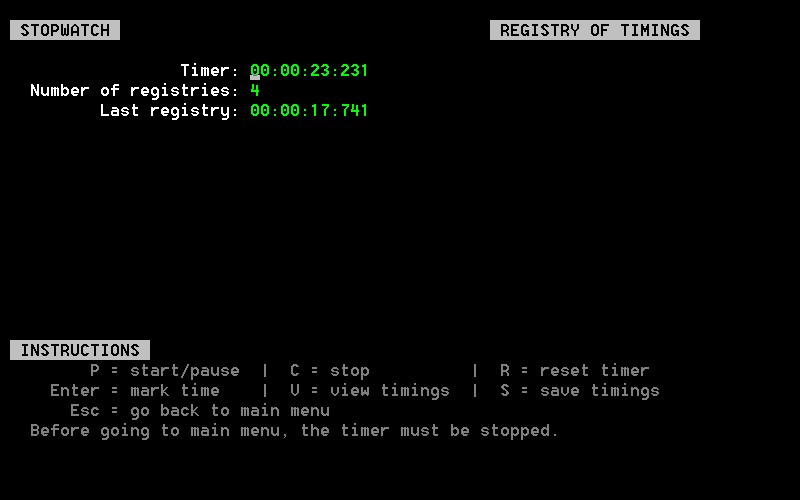 STOPWATCH
REGISTRY OF TIMINGS
Timer: 00:00:23:231
Number of registries: 4
Last registry: 00:00:17:741
INSTRUCTIONS
P = start/pause | C = stop | R = reset timer
Enter = mark time | V = view timings | S = save timings
Esc = go back to main menu
Before going to main menu, the timer must be stopped.